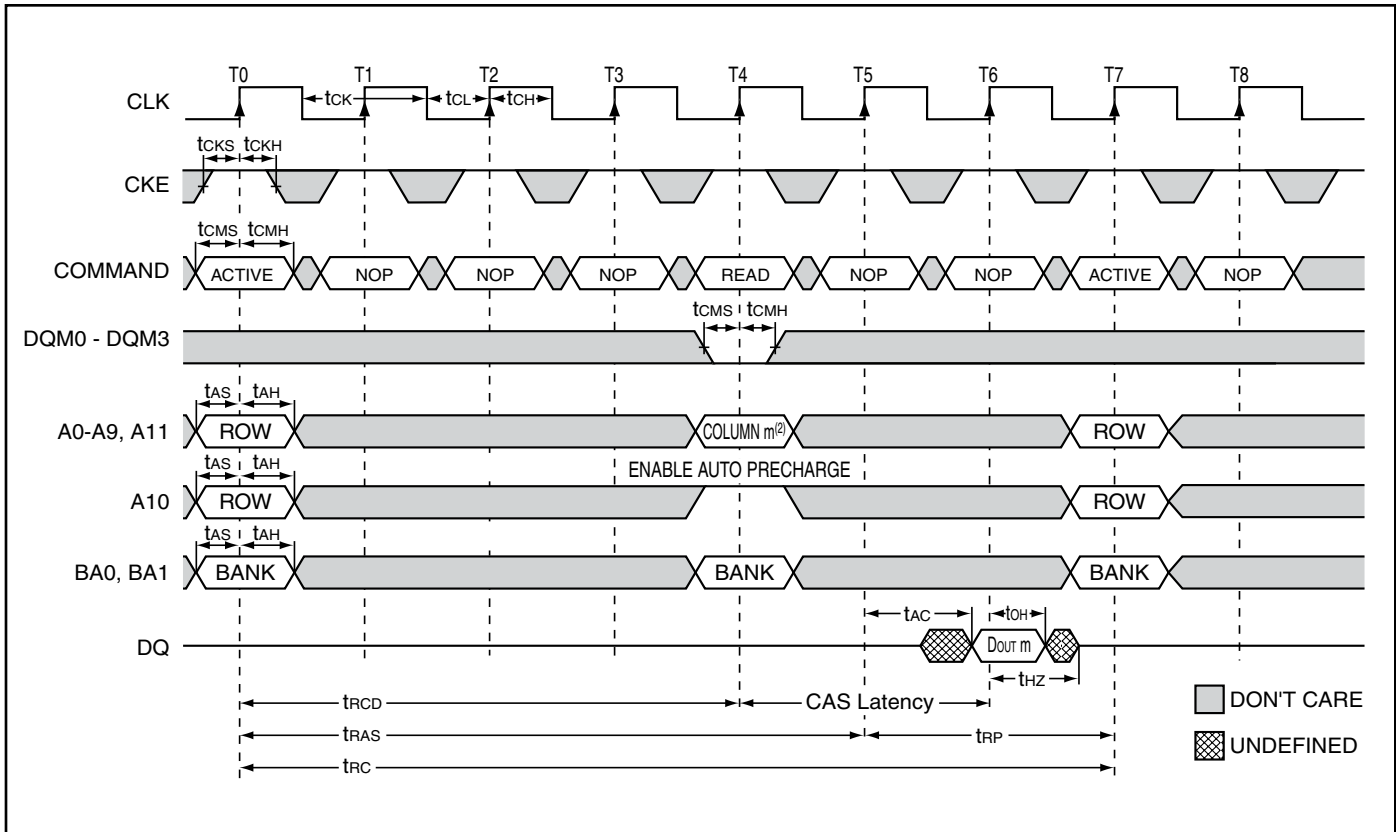 T0 T1 T2 T3 T4 T5 T6 T7 T8
CLK
tCK tCL tCH
tCKS tCKH
CKE
tCMS tCMH
COMMAND ACTIVE NOP NOP NOP READ NOP NOP ACTIVE NOP
tCMS tCMH
DQM0 - DQM3
tAS tAH
A0-A9, A11 ROW COLUMN m(2) ROW
tAS tAH ENABLE AUTO PRECHARGE
A10 ROW ROW
tAS tAH
BA0, BA1 BANK BANK BANK
tAC tOH
DQ DOUT m
tHZ
tRCD CAS Latency
DON'T CARE
tRAS tRP
UNDEFINED
tRC